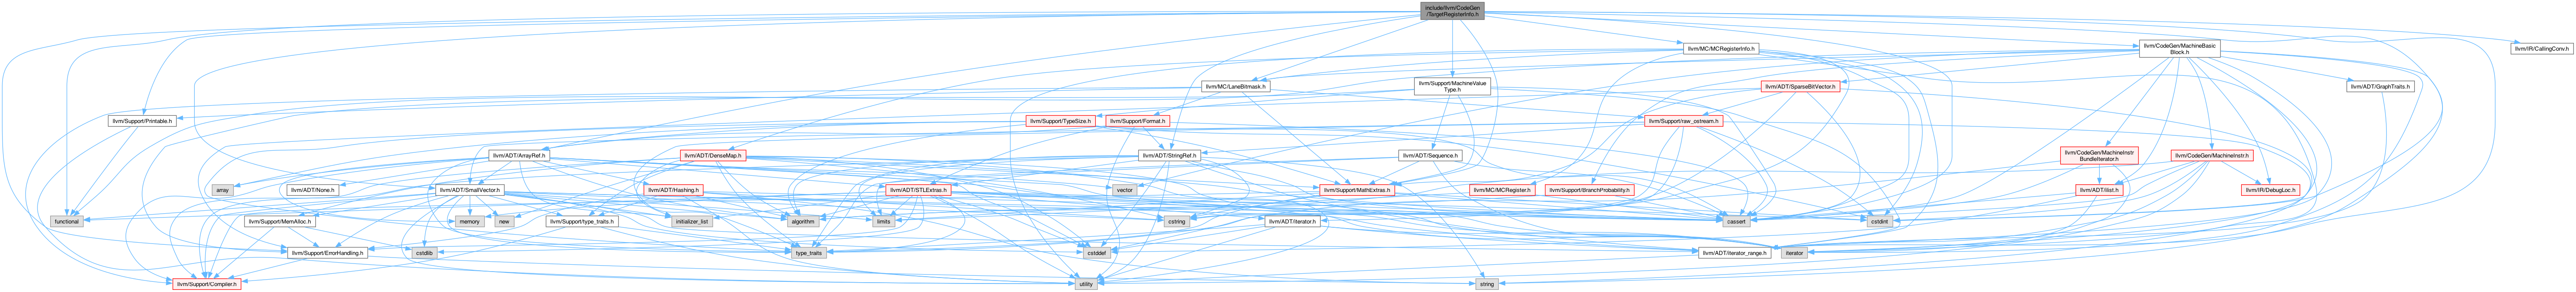 include/llvm/CodeGen
/TargetRegisterInfo.h
llvm/MC/MCRegisterInfo.h
llvm/CodeGen/MachineBasic
Block.h
llvm/IR/CallingConv.h
llvm/MC/LaneBitmask.h
llvm/Support/MachineValue
Type.h
llvm/ADT/SparseBitVector.h
llvm/ADT/GraphTraits.h
llvm/Support/Printable.h
llvm/Support/TypeSize.h
llvm/Support/Format.h
llvm/Support/raw_ostream.h
llvm/ADT/ArrayRef.h
llvm/ADT/DenseMap.h
llvm/ADT/StringRef.h
llvm/ADT/Sequence.h
llvm/CodeGen/MachineInstr
BundleIterator.h
llvm/CodeGen/MachineInstr.h
array
llvm/ADT/None.h
llvm/ADT/SmallVector.h
llvm/ADT/Hashing.h
llvm/ADT/STLExtras.h
vector
llvm/Support/MathExtras.h
llvm/MC/MCRegister.h
llvm/Support/BranchProbability.h
llvm/ADT/ilist.h
llvm/IR/DebugLoc.h
functional
llvm/Support/MemAlloc.h
memory
new
llvm/Support/type_traits.h
initializer_list
algorithm
limits
cstring
llvm/ADT/iterator.h
cassert
cstdint
llvm/Support/ErrorHandling.h
cstdlib
type_traits
cstddef
llvm/ADT/iterator_range.h
iterator
llvm/Support/Compiler.h
utility
string